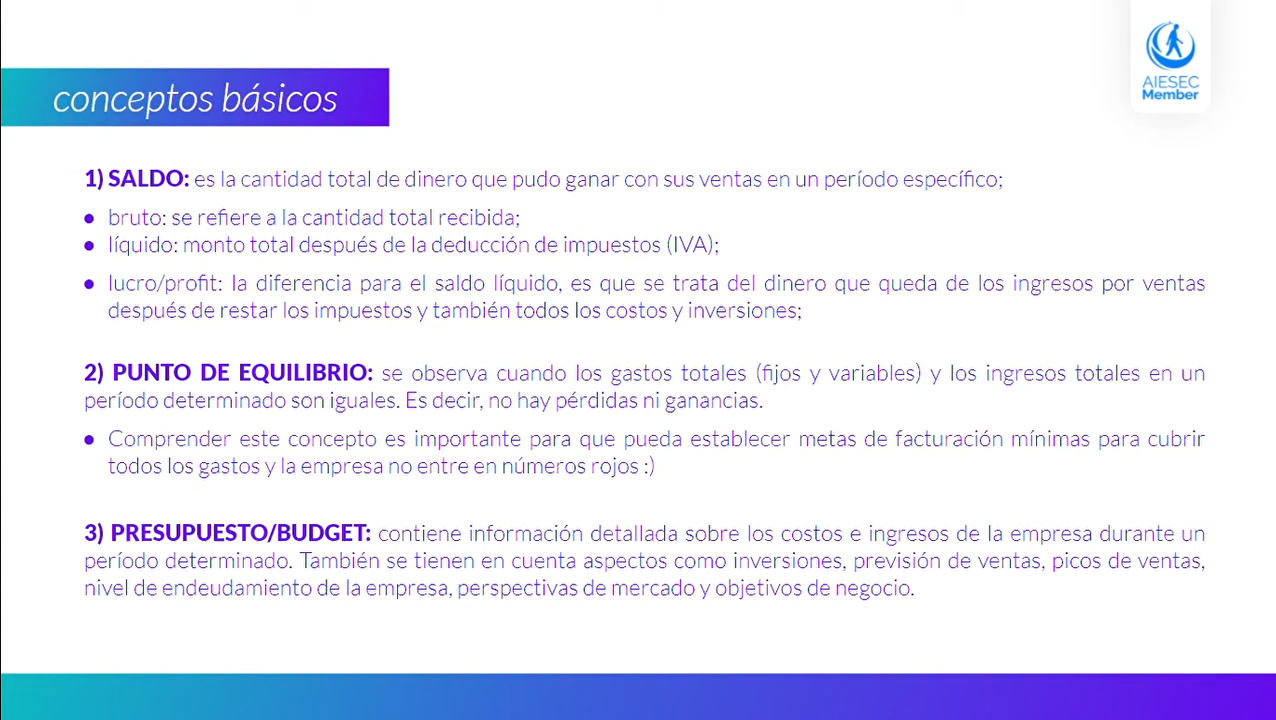 AIESEC
Member
conceptos básicos
1) SALDO: es la cantidad total de dinero que pudo ganar con sus ventas en un período específico;
● bruto: se refiere a la cantidad total recibida;
● líquido: monto total después de la deducción de impuestos (IVA);
● lucro/profit: la diferencia para el saldo líquido, es que se trata del dinero que queda de los ingresos por ventas
después de restar los impuestos y también todos los costos y inversiones;
2) PUNTO DE EQUILIBRIO: se observa cuando los gastos totales (fijos y variables) y los ingresos totales en un
período determinado son iguales. Es decir, no hay pérdidas ni ganancias.
● Comprender este concepto es importante para que pueda establecer metas de facturación mínimas para cubrir
todos los gastos y la empresa no entre en números rojos :)
3) PRESUPUESTO/BUDGET: contiene información detallada sobre los costos e ingresos de la empresa durante un
período determinado. También se tienen en cuenta aspectos como inversiones, previsión de ventas, picos de ventas,
nivel de endeudamiento de la empresa, perspectivas de mercado y objetivos de negocio.